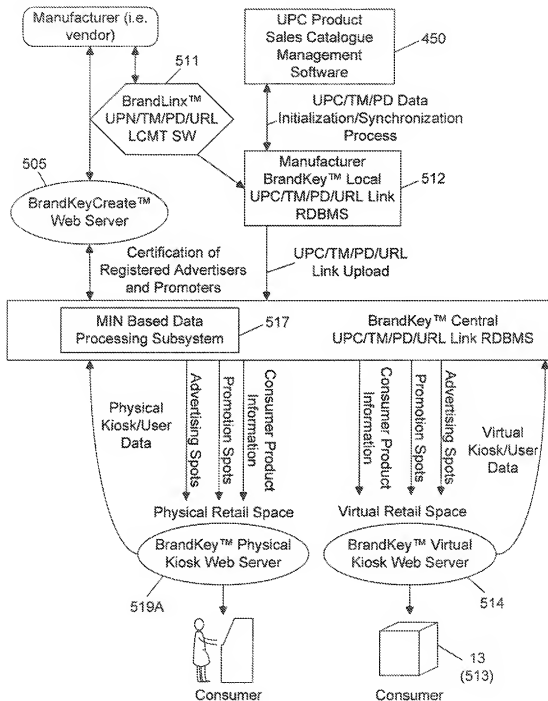 Manufacturer (i.e.
vendor)
511
BrandLinx™
UPN/TM/PD/URL
LCMT SW
UPC Product
Sales Catalogue
Management
Software
450
UPC/TM/PD Data
Initialization/Synchronization
Process
505
BrandKeyCreate™
Web Server
Manufacturer
BrandKey™ Local
UPC/TM/PD/URL Link
RDBMS
512
Certification of
Registered Advertisers
and Promoters
UPC/TM/PD/URL
Link Upload
MIN Based Data
Processing Subsystem
517
BrandKey™ Central
UPC/TM/PD/URL Link RDBMS
Physical
Kiosk/User
Data
Advertising Spots
Promotion Spots
Consumer Product
Information
Consumer Product
Information
Promotion Spots
Advertising Spots
Virtual
Kiosk/User
Data
Physical Retail Space
Virtual Retail Space
BrandKey™ Physical
Kiosk Web Server
519A
BrandKey™ Virtual
Kiosk Web Server
514
13
(513)
Consumer
Consumer